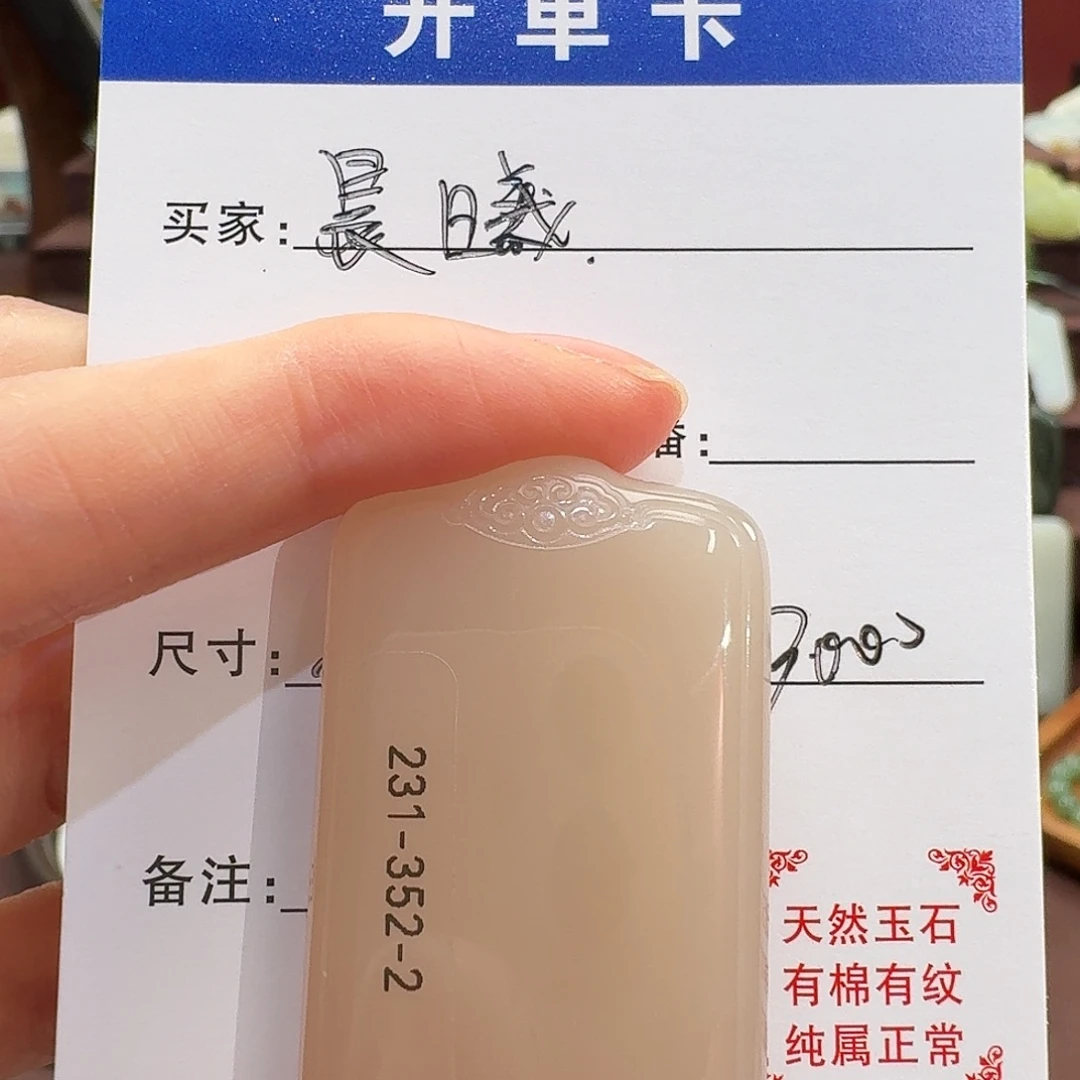 开单卡
买家: 晨曦.
:
尺寸: 3000
231-352-2
备注:
天然玉石
有棉有纹
纯属正常